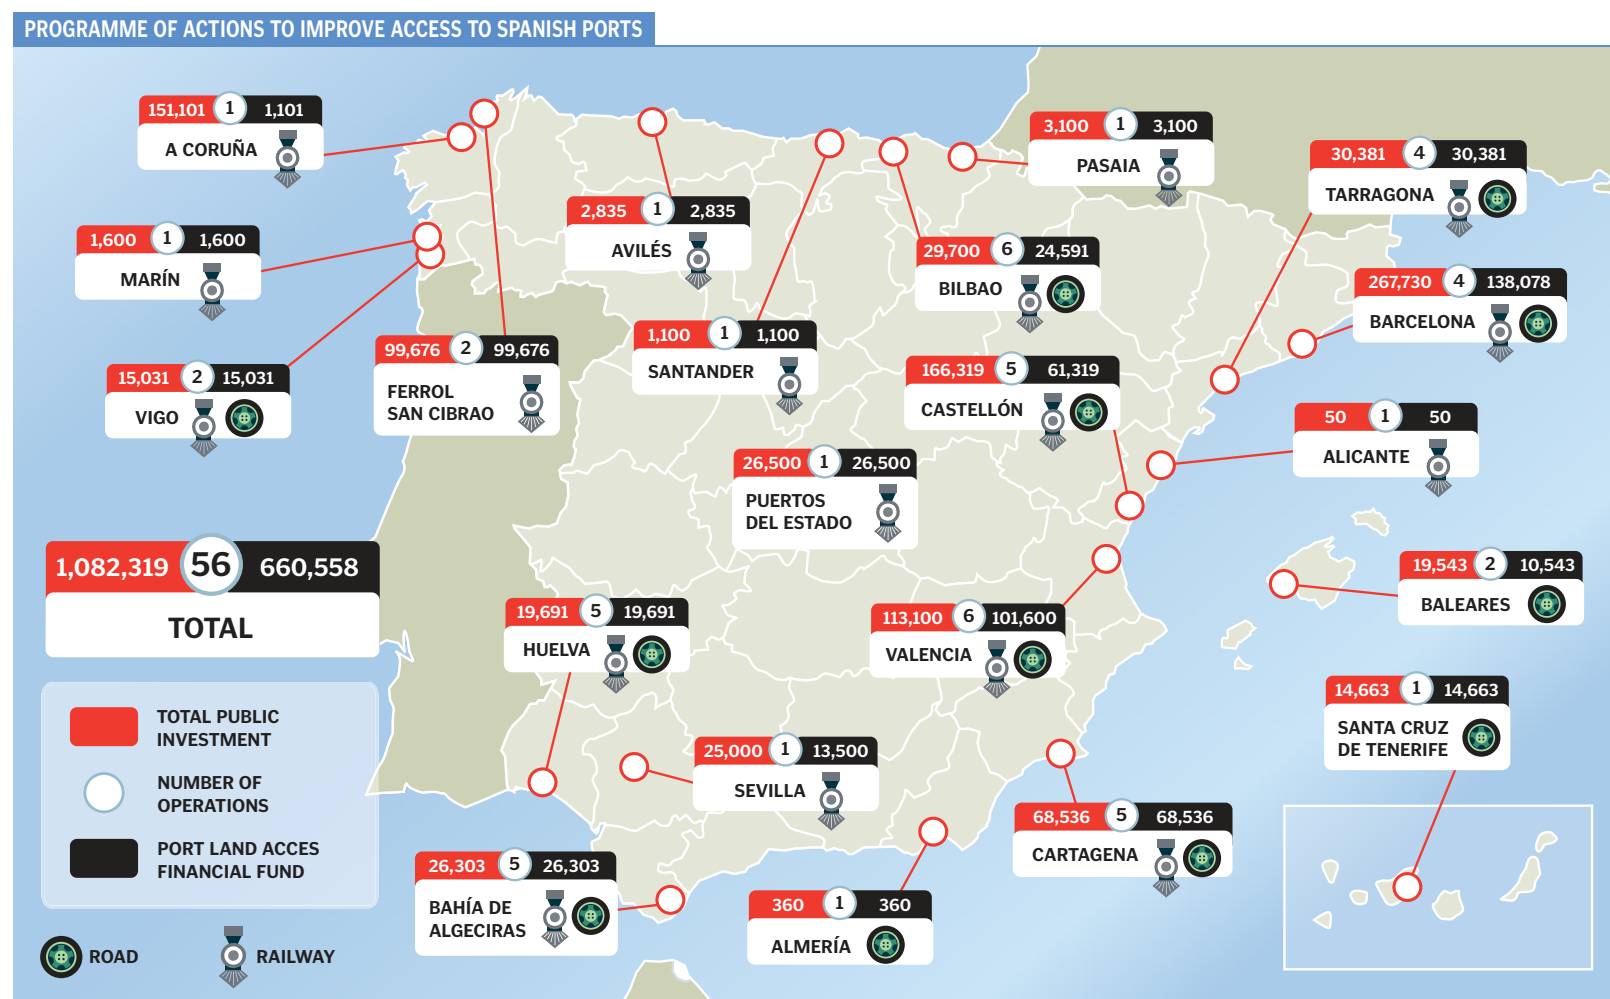 PROGRAMME OF ACTIONS TO IMPROVE ACCESS TO SPANISH PORTS
151,101 1 1,101
A CORUÑA
3,100 1 3,100
PASAIA
30,381 4 30,381
TARRAGONA
2,835 1 2,835
AVILÉS
1,600 1 1,600
MARÍN
29,700 6 24,591
BILBAO
267,730 4 138,078
BARCELONA
99,676 2 99,676
FERROL
SAN CIBRAO
1,100 1 1,100
SANTANDER
15,031 2 15,031
VIGO
166,319 5 61,319
CASTELLÓN
50 1 50
ALICANTE
26,500 1 26,500
PUERTOS
DEL ESTADO
1,082,319 56 660,558
TOTAL
19,543 2 10,543
BALEARES
19,691 5 19,691
HUELVA
113,100 6 101,600
VALENCIA
14,663 1 14,663
SANTA CRUZ
DE TENERIFE
25,000 1 13,500
SEVILLA
68,536 5 68,536
CARTAGENA
26,303 5 26,303
BAHÍA DE
ALGECIRAS
360 1 360
ALMERÍA
TOTAL PUBLIC
INVESTMENT
NUMBER OF
OPERATIONS
PORT LAND ACCES
FINANCIAL FUND
ROAD
RAILWAY